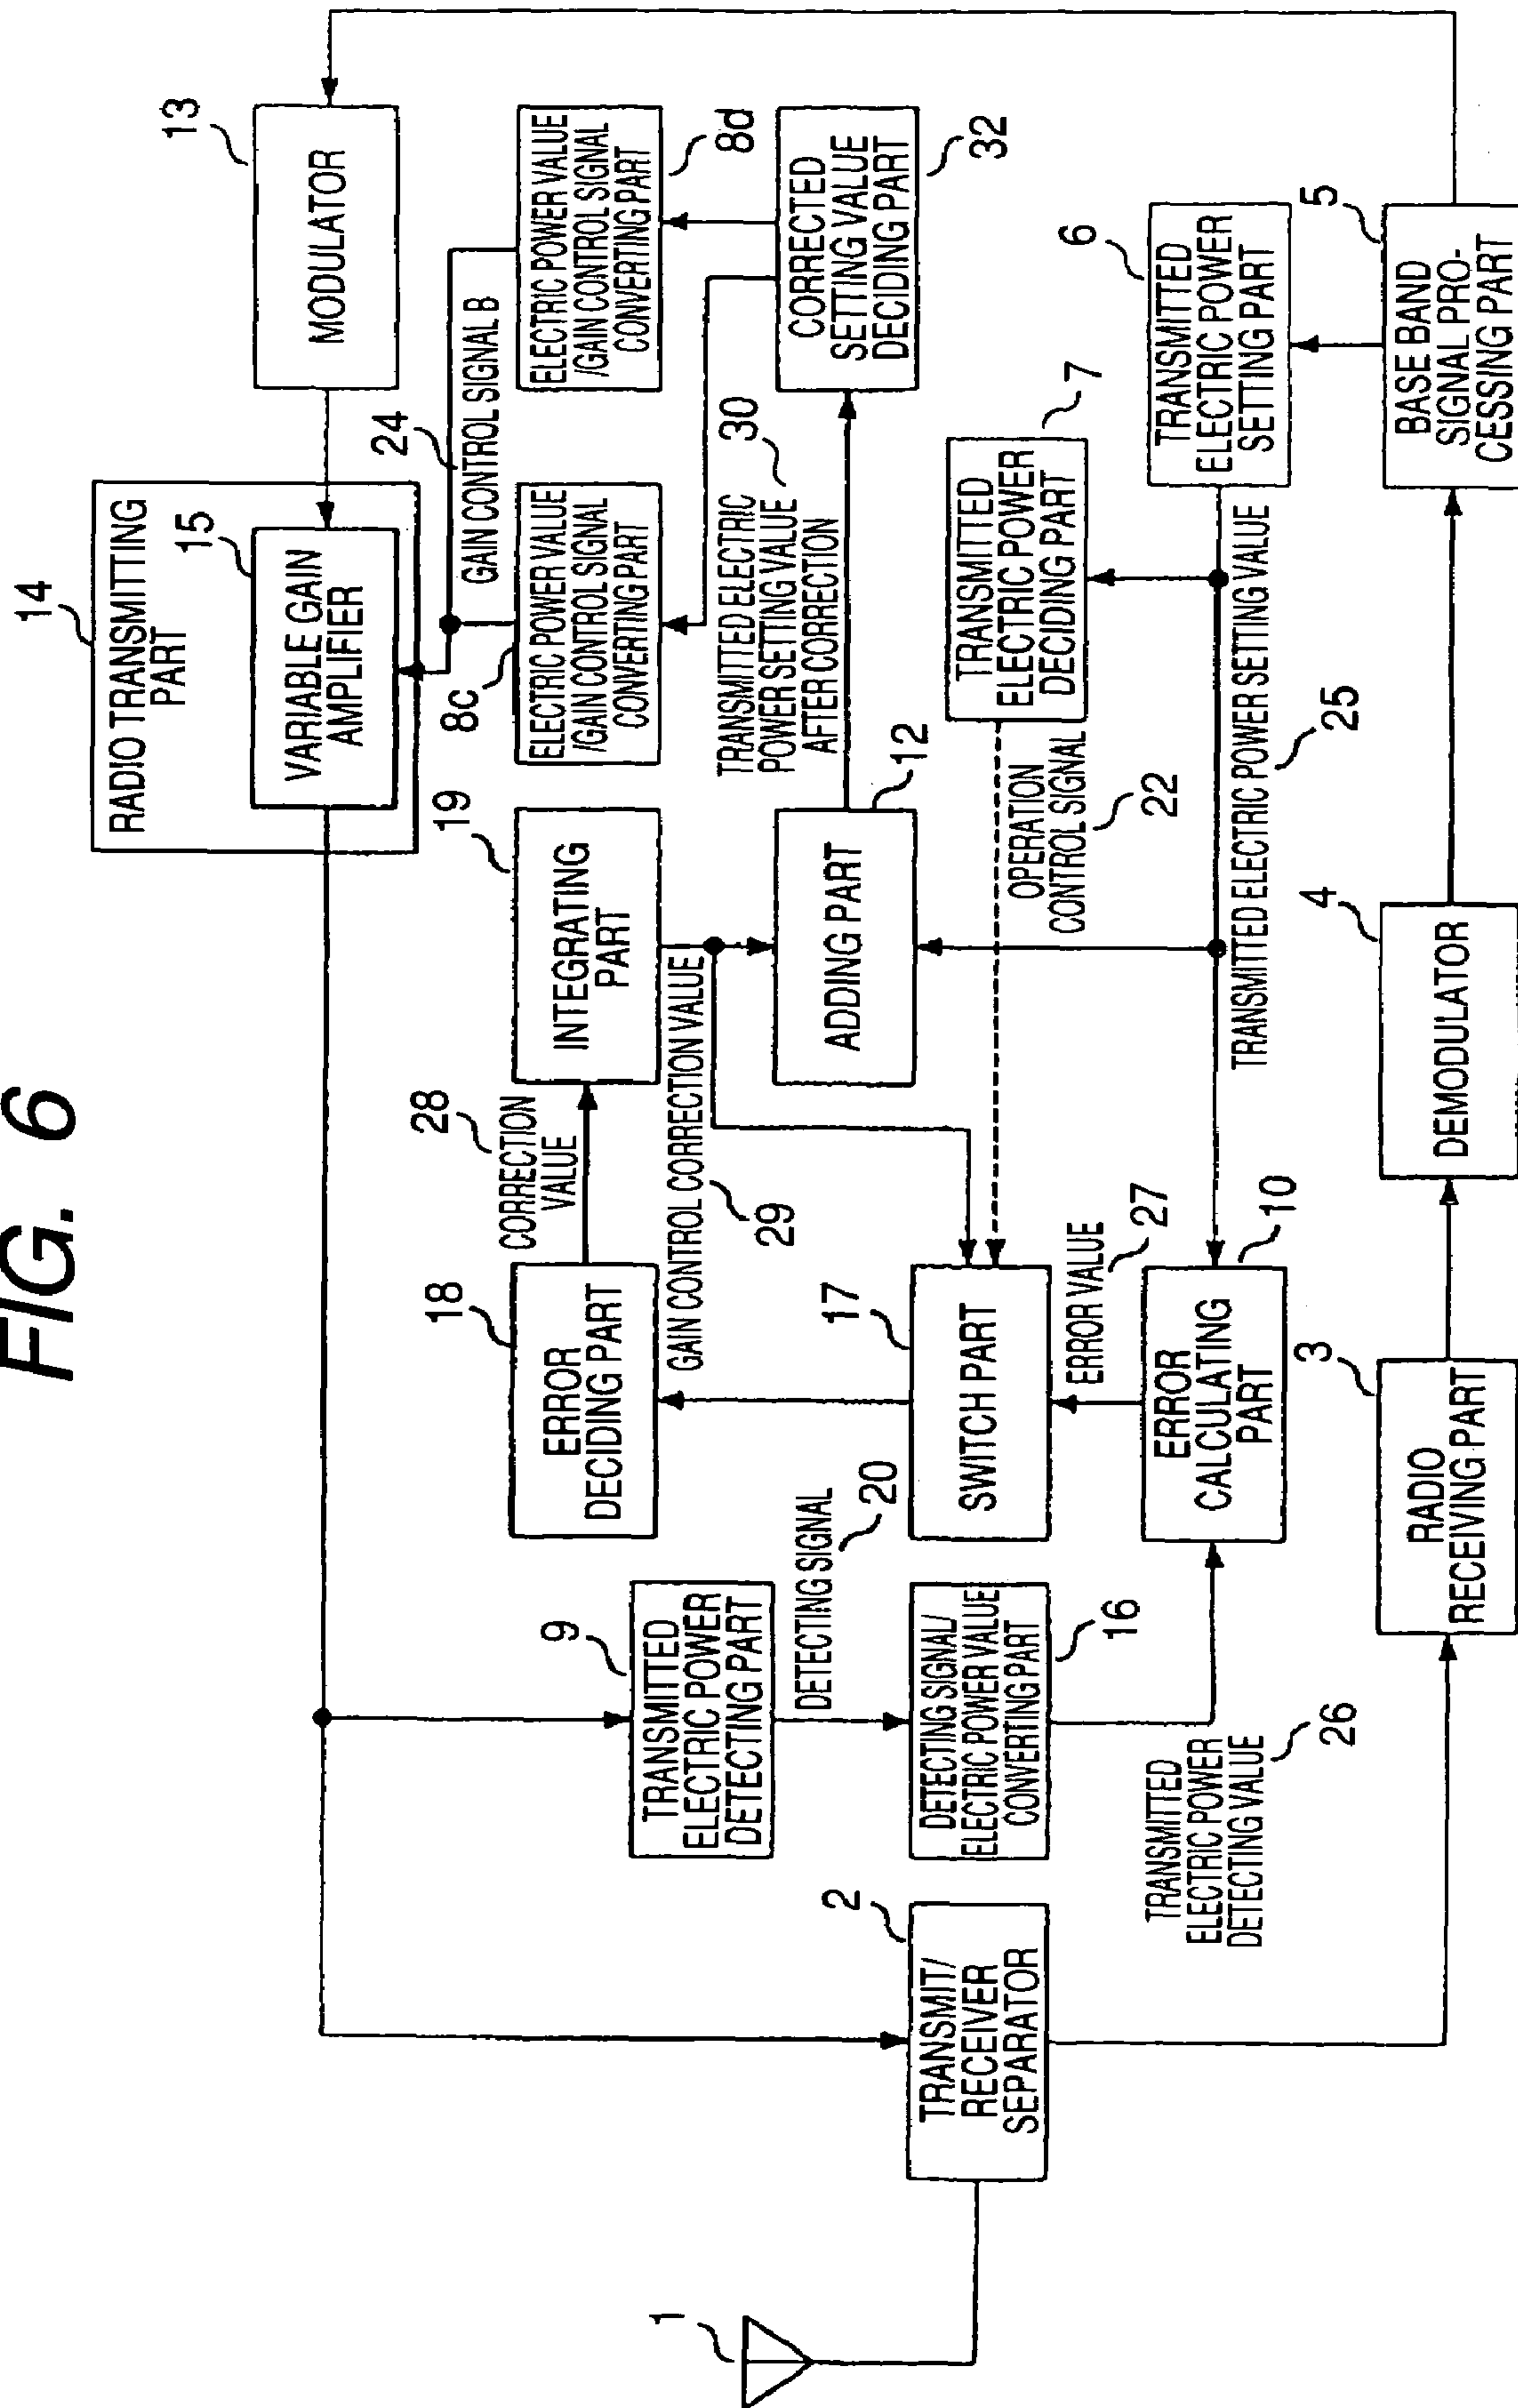 FIG. 6
14
RADIO TRANSMITTING
PART
15
VARIABLE GAIN
AMPLIFIER
13
MODULATOR
24
GAIN CONTROL SIGNAL B
8c
ELECTRIC POWER VALUE
/GAIN CONTROL SIGNAL
CONVERTING PART
ELECTRIC POWER VALUE
/GAIN CONTROL SIGNAL
CONVERTING PART
8d
18
ERROR
DECIDING PART
28
CORRECTION
VALUE
19
INTEGRATING
PART
GAIN CONTROL CORRECTION VALUE
29
TRANSMITTED ELECTRIC
POWER SETTING VALUE
AFTER CORRECTION
30
9
TRANSMITTED
ELECTRIC POWER
DETECTING PART
DETECTING SIGNAL
20
12
ADDING PART
CORRECTED
SETTING VALUE
DECIDING PART
32
1
2
TRANSMIT/
RECEIVER
SEPARATOR
DETECTING SIGNAL/
ELECTRIC POWER VALUE
CONVERTING PART
16
17
SWITCH PART
OPERATION
CONTROL SIGNAL
22
TRANSMITTED
ELECTRIC POWER
DECIDING PART
7
ERROR VALUE
27
TRANSMITTED
ELECTRIC POWER
DETECTING VALUE
26
ERROR
CALCULATING
PART
10
TRANSMITTED ELECTRIC POWER SETTING VALUE
25
6
TRANSMITTED
ELECTRIC POWER
SETTING PART
3
RADIO
RECEIVING PART
4
DEMODULATOR
5
BASE BAND
SIGNAL PRO-
CESSING PART